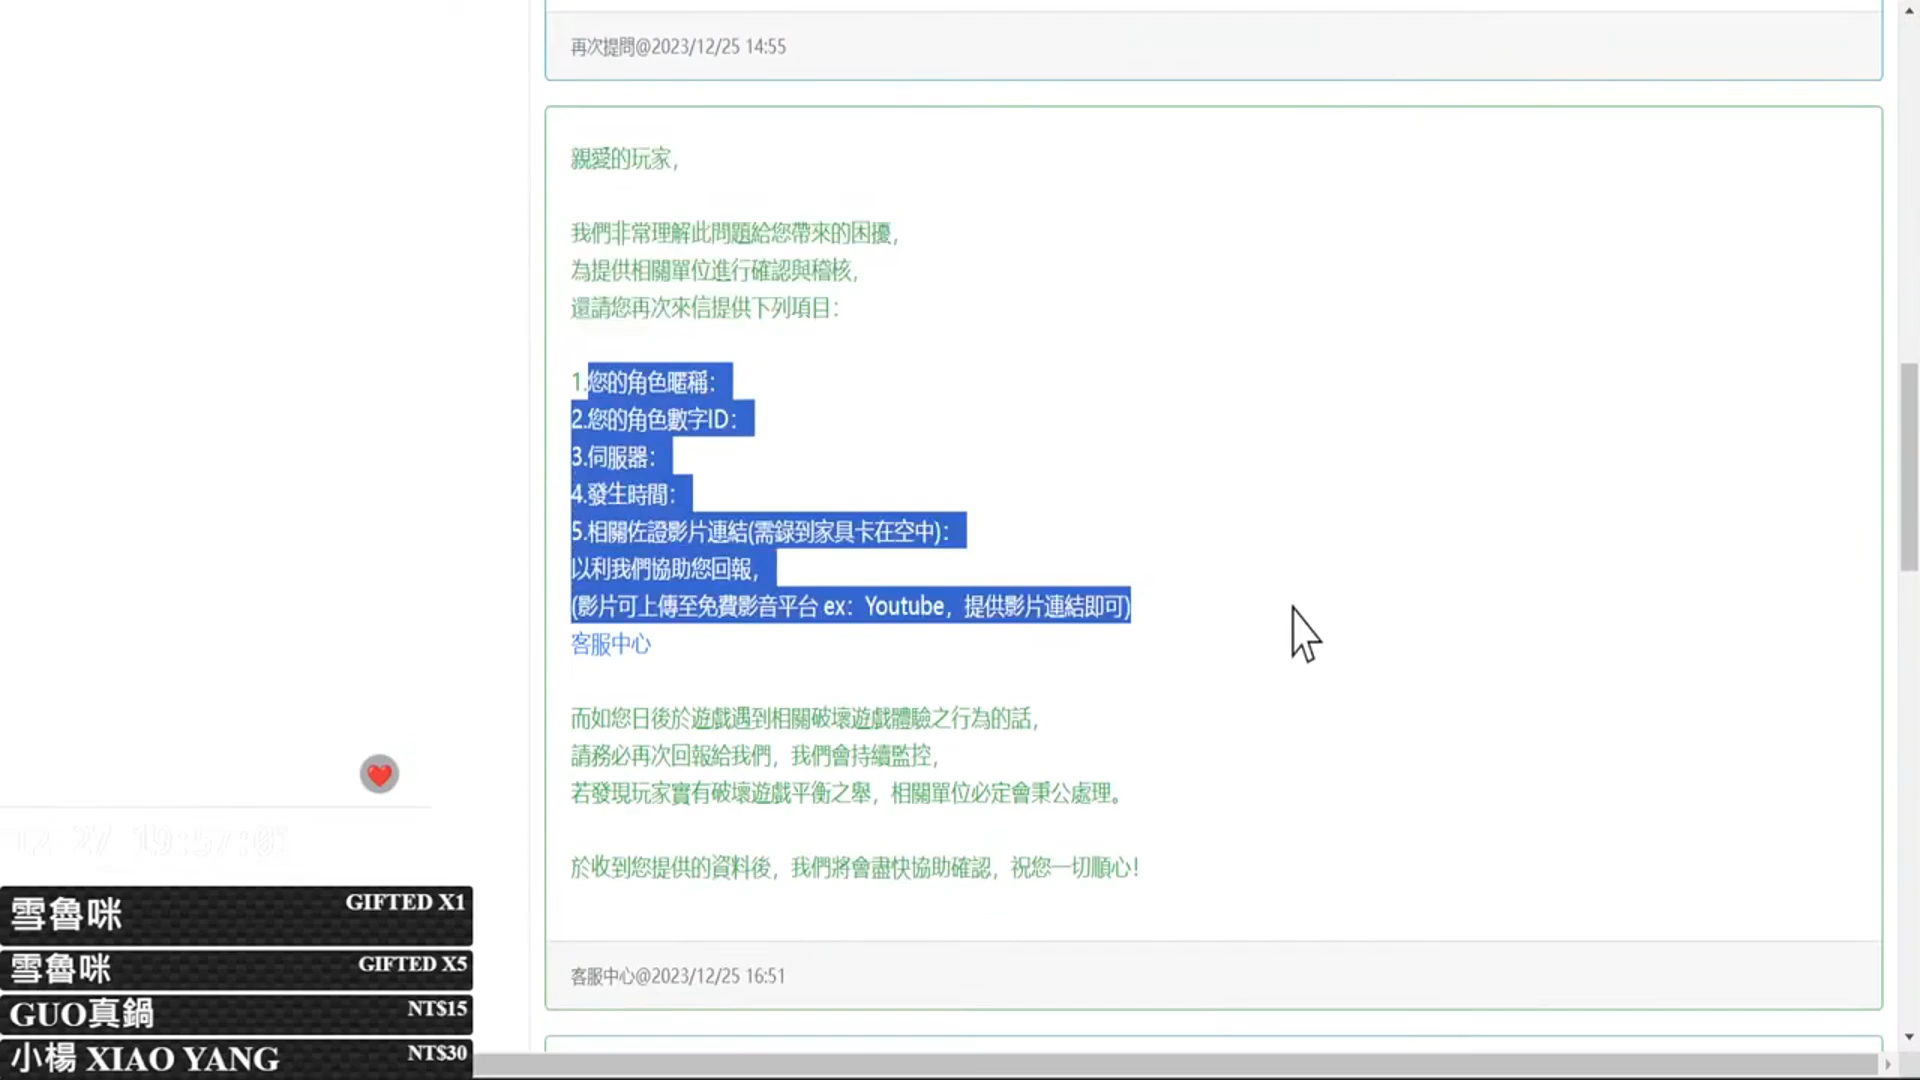 再次提問@2023/12/25 14:55
親愛的玩家，
我們非常理解此問題給您帶來的困擾，
為提供相關單位進行確認與稽核，
還請您再次來信提供下列項目：
1.您的角色暱稱：
2.您的角色數字ID：
3.伺服器：
4.發生時間：
5.相關佐證影片連結(需錄到家具卡在空中)：
以利我們協助您回報，
(影片可上傳至免費影音平台 ex：Youtube，提供影片連結即可)
客服中心
而如您日後於遊戲遇到相關破壞遊戲體驗之行為的話，
請務必再次回報給我們，我們會持續監控，
若發現玩家實有破壞遊戲平衡之舉，相關單位必定會秉公處理。
於收到您提供的資料後，我們將會盡快協助確認，祝您一切順心！
客服中心@2023/12/25 16:51
雪魯咪 GIFTED X1
雪魯咪 GIFTED X5
GUO真鍋 NT$15
小楊 XIAO YANG NT$30